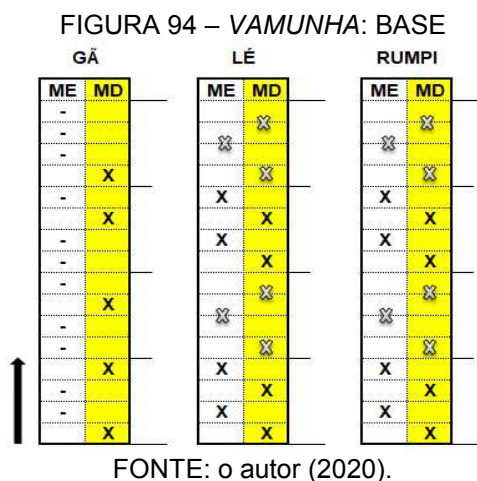 FIGURA 94 – VAMUNHA: BASE
GÃ LÉ RUMPI
ME MD ME MD ME MD
-
- X X
- X X
X X X
- X X
X X X
- X X
- X X
- X X
X
- X X
- X X
X X X
- X X
- X X
X X X
FONTE: o autor (2020).